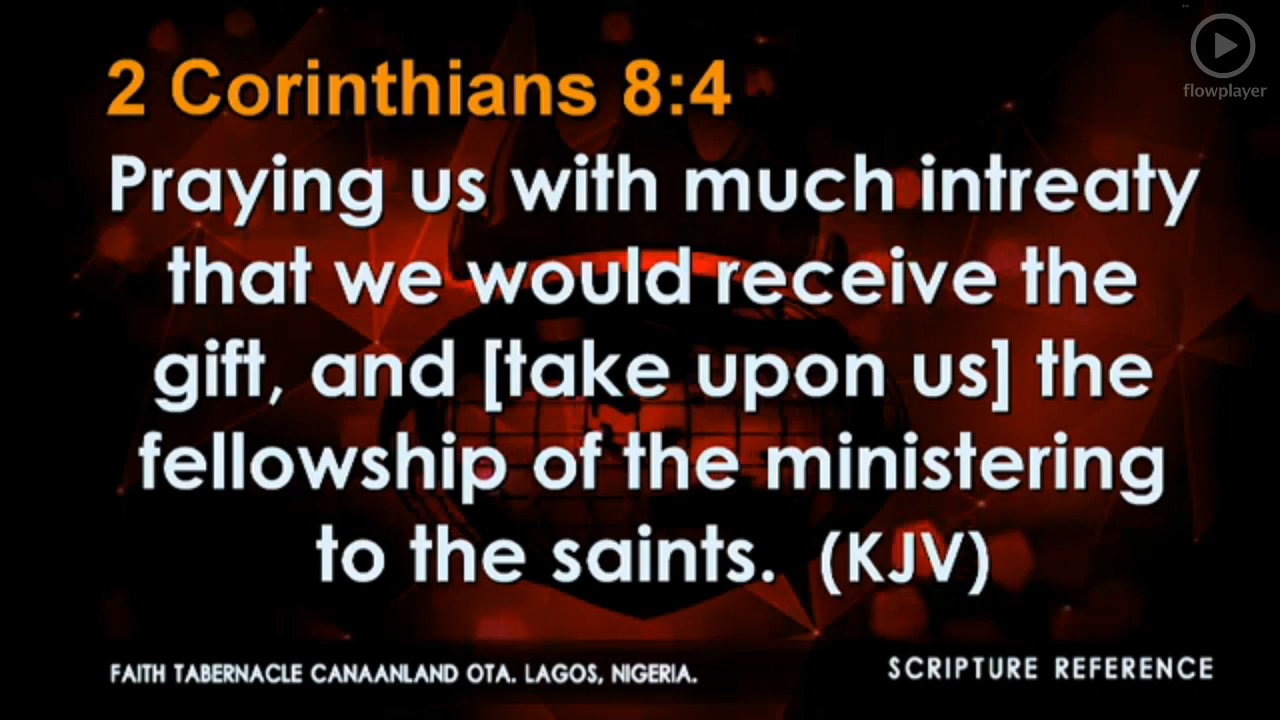 flowplayer
2 Corinthians 8:4
Praying us with much intreaty
that we would receive the
gift, and [take upon us] the
fellowship of the ministering
to the saints. (KJV)
FAITH TABERNACLE CANAANLAND OTA. LAGOS, NIGERIA.
SCRIPTURE REFERENCE